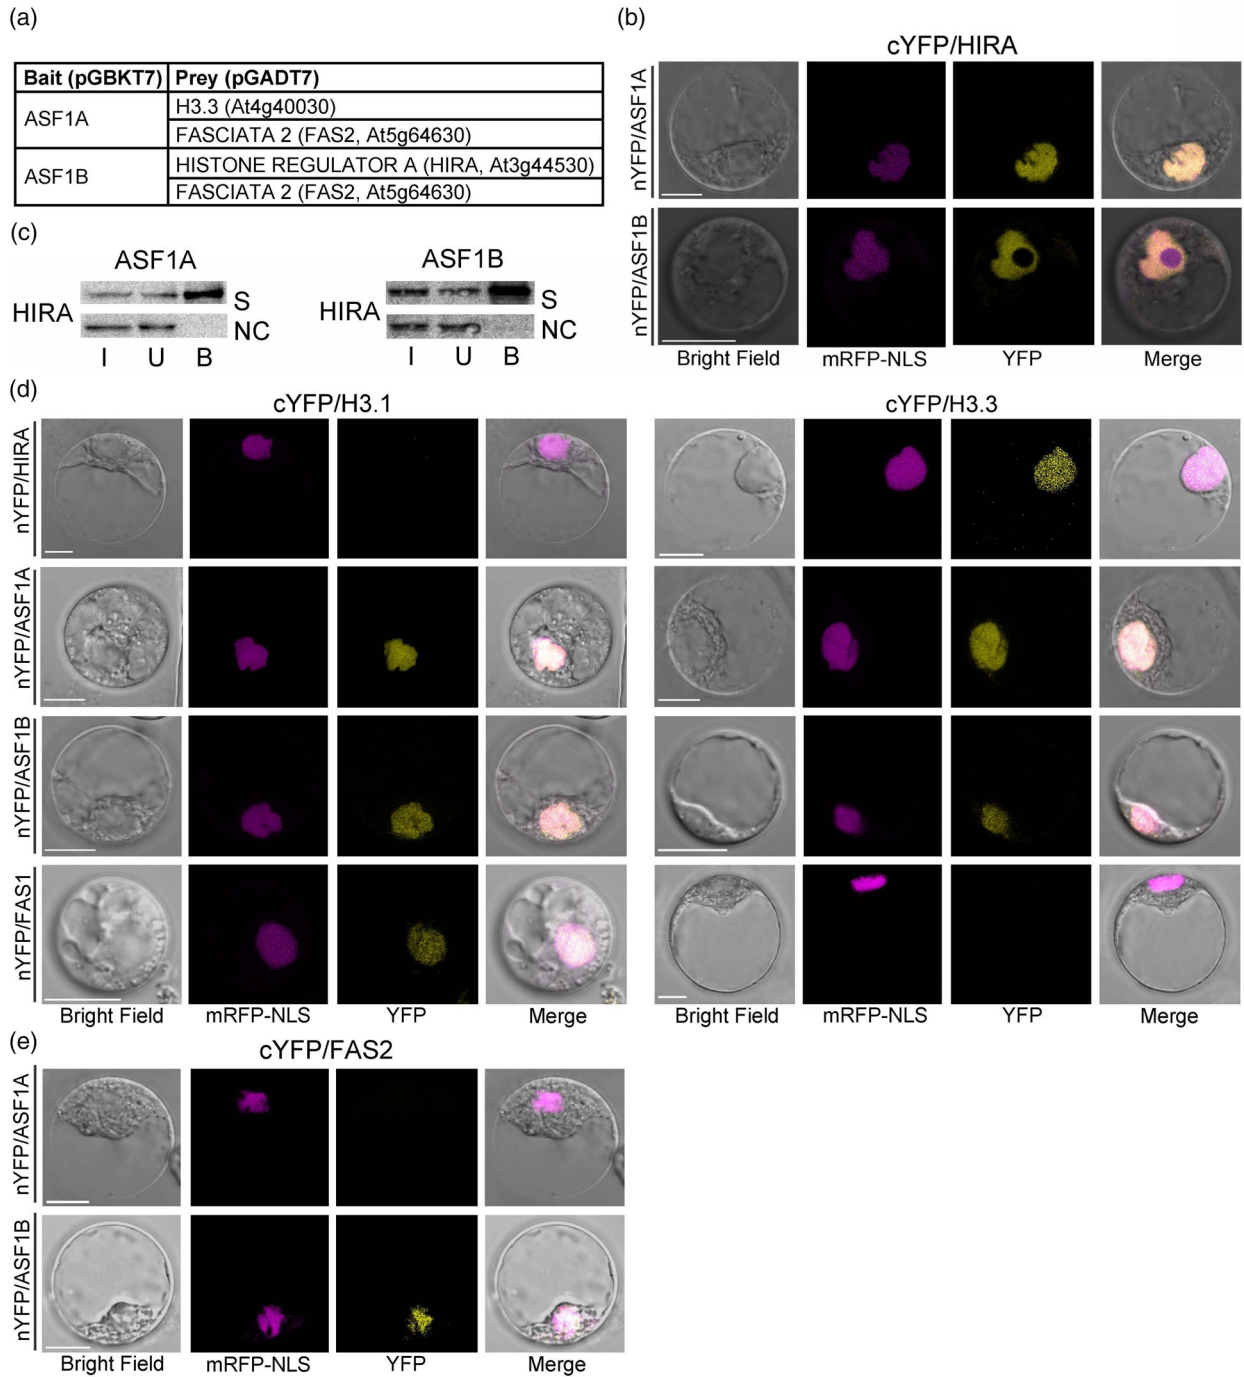 (a)
Bait (pGBKT7) Prey (pGADT7)
ASF1A
H3.3 (At4g40030)
FASCIATA 2 (FAS2, At5g64630)
ASF1B
HISTONE REGULATOR A (HIRA, At3g44530)
FASCIATA 2 (FAS2, At5g64630)
(b)
cYFP/HIRA
nYFP/ASF1A
nYFP/ASF1B
Bright Field mRFP-NLS YFP Merge
(c)
ASF1A
HIRA
S
NC
I U B
ASF1B
HIRA
S
NC
I U B
(d)
cYFP/H3.1
nYFP/HIRA
nYFP/ASF1A
nYFP/ASF1B
nYFP/FAS1
Bright Field mRFP-NLS YFP Merge
cYFP/H3.3
Bright Field mRFP-NLS YFP Merge
(e)
cYFP/FAS2
nYFP/ASF1A
nYFP/ASF1B
Bright Field mRFP-NLS YFP Merge